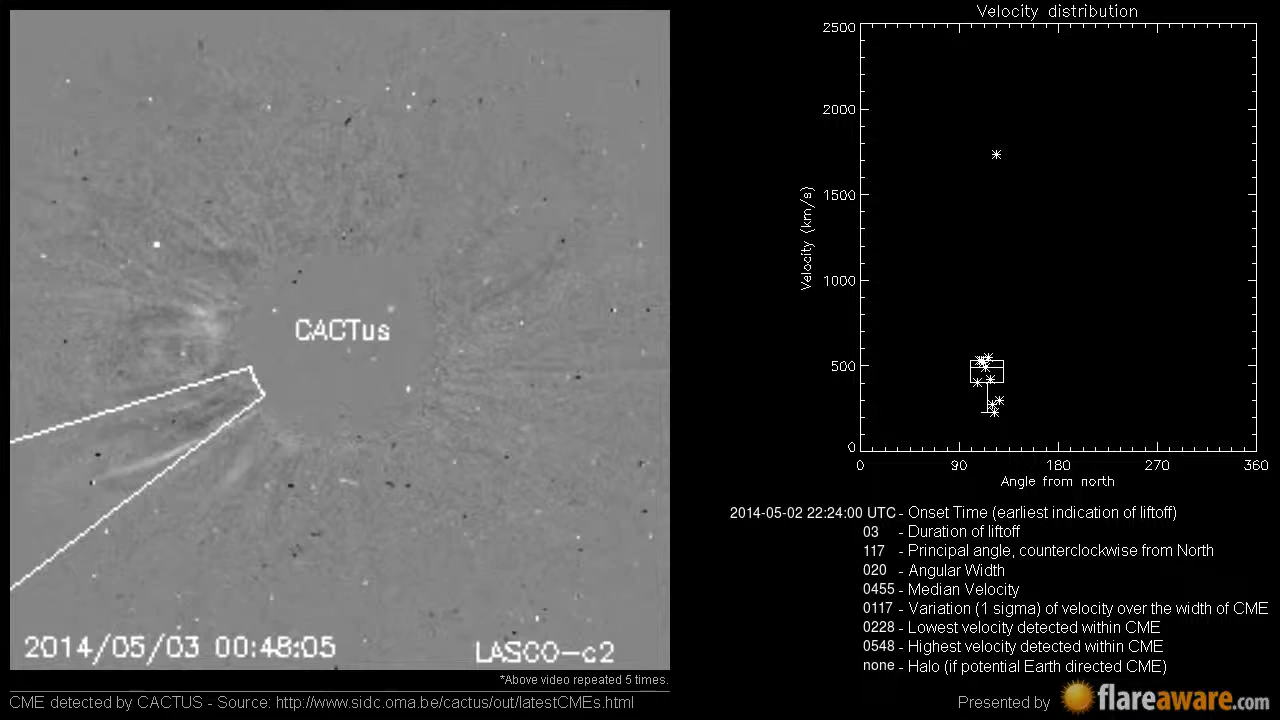 CACTus
2014/05/03 00:48:05
LASCO-c2
*Above video repeated 5 times.
CME detected by CACTUS - Source: http://www.sidc.oma.be/cactus/out/latestCMEs.html
Velocity distribution
Velocity (km/s)
2500
2000
1500
1000
500
0
0 90 180 270 360
Angle from north
2014-05-02 22:24:00 UTC - Onset Time (earliest indication of liftoff)
03 - Duration of liftoff
117 - Principal angle, counterclockwise from North
020 - Angular Width
0455 - Median Velocity
0117 - Variation (1 sigma) of velocity over the width of CME
0228 - Lowest velocity detected within CME
0548 - Highest velocity detected within CME
none - Halo (if potential Earth directed CME)
Presented by flareaware.com